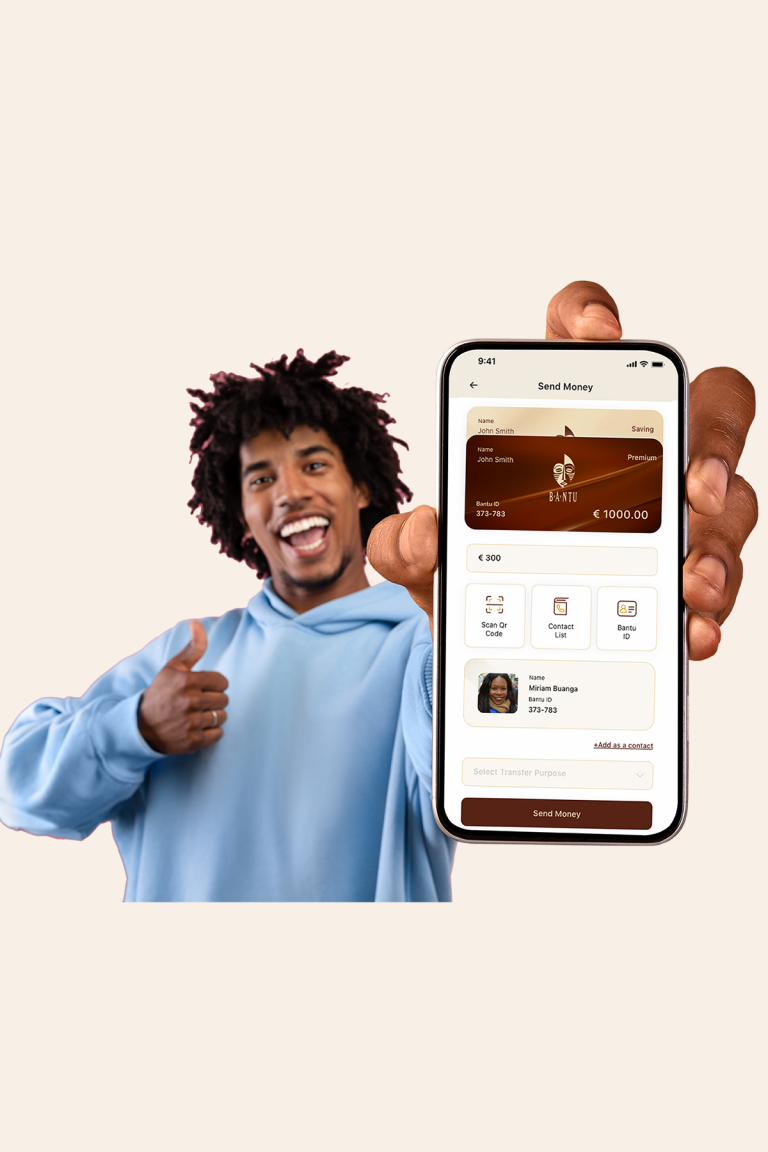 9:41
Send Money
Name
John Smith
Saving
Name
John Smith
Premium
B·A·NTU
Bantu ID
373-783
€ 1000.00
€ 300
Scan Qr
Code
Contact
List
Bantu
ID
Name
Miriam Buanga
Bantu ID
373-783
+Add as a contact
Select Transfer Purpose
Send Money